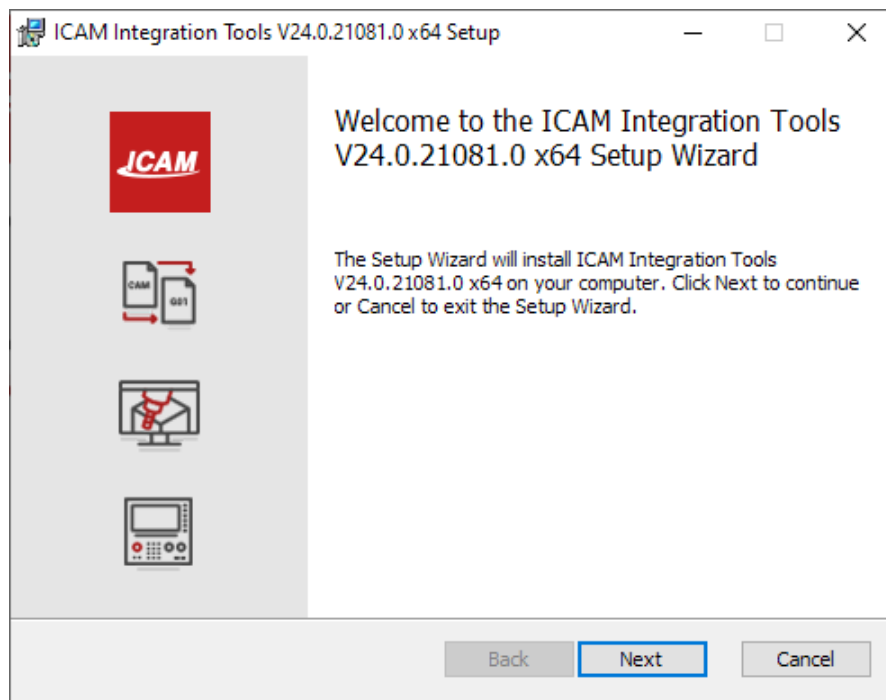 ICAM Integration Tools V24.0.21081.0 x64 Setup
ICAM
Welcome to the ICAM Integration Tools
V24.0.21081.0 x64 Setup Wizard
The Setup Wizard will install ICAM Integration Tools
V24.0.21081.0 x64 on your computer. Click Next to continue
or Cancel to exit the Setup Wizard.
CAM
G01
Back
Next
Cancel